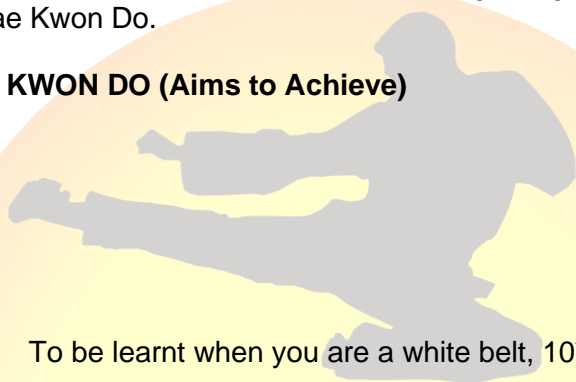 ae Kwon Do.
KWON DO (Aims to Achieve)
To be learnt when you are a white belt, 10